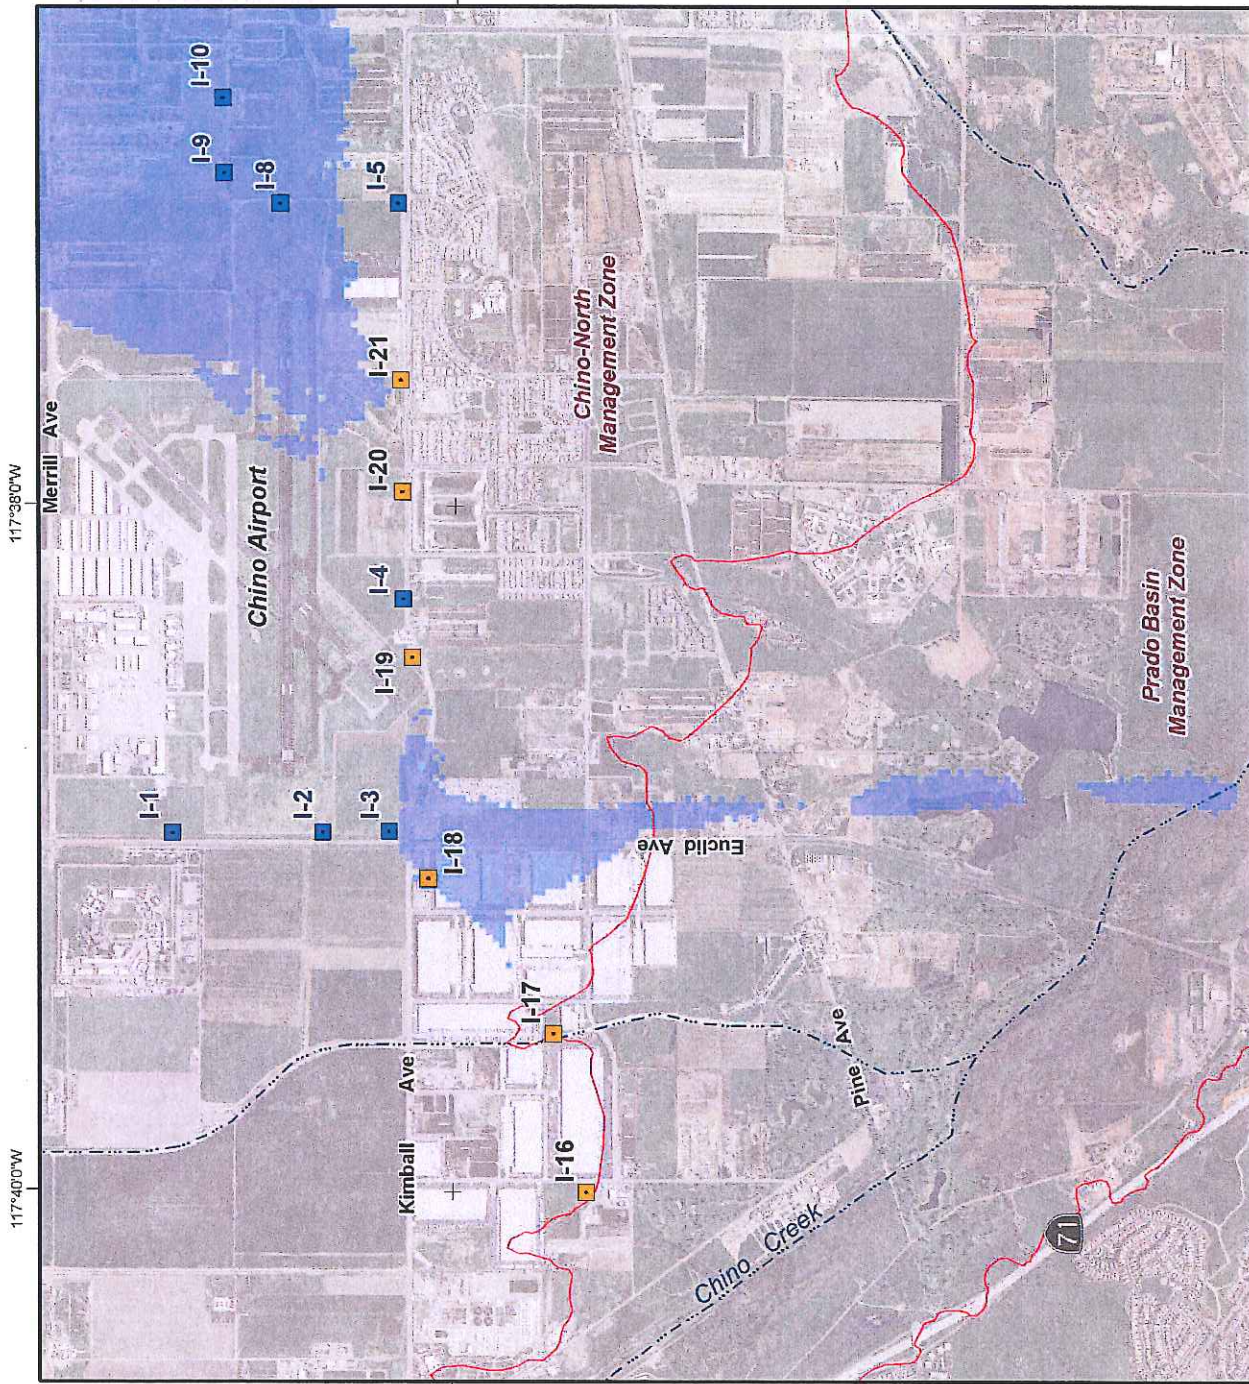 117°40'0"W
117°38'0"W
Merrill Ave
I-10
I-9
I-8
I-5
I-1
I-2
I-3
Chino Airport
I-21
I-20
I-4
I-19
I-18
Kimball Ave
I-17
I-16
Chino-North
Management Zone
Euclid Ave
Pine Ave
Chino Creek
71
Prado Basin
Management Zone